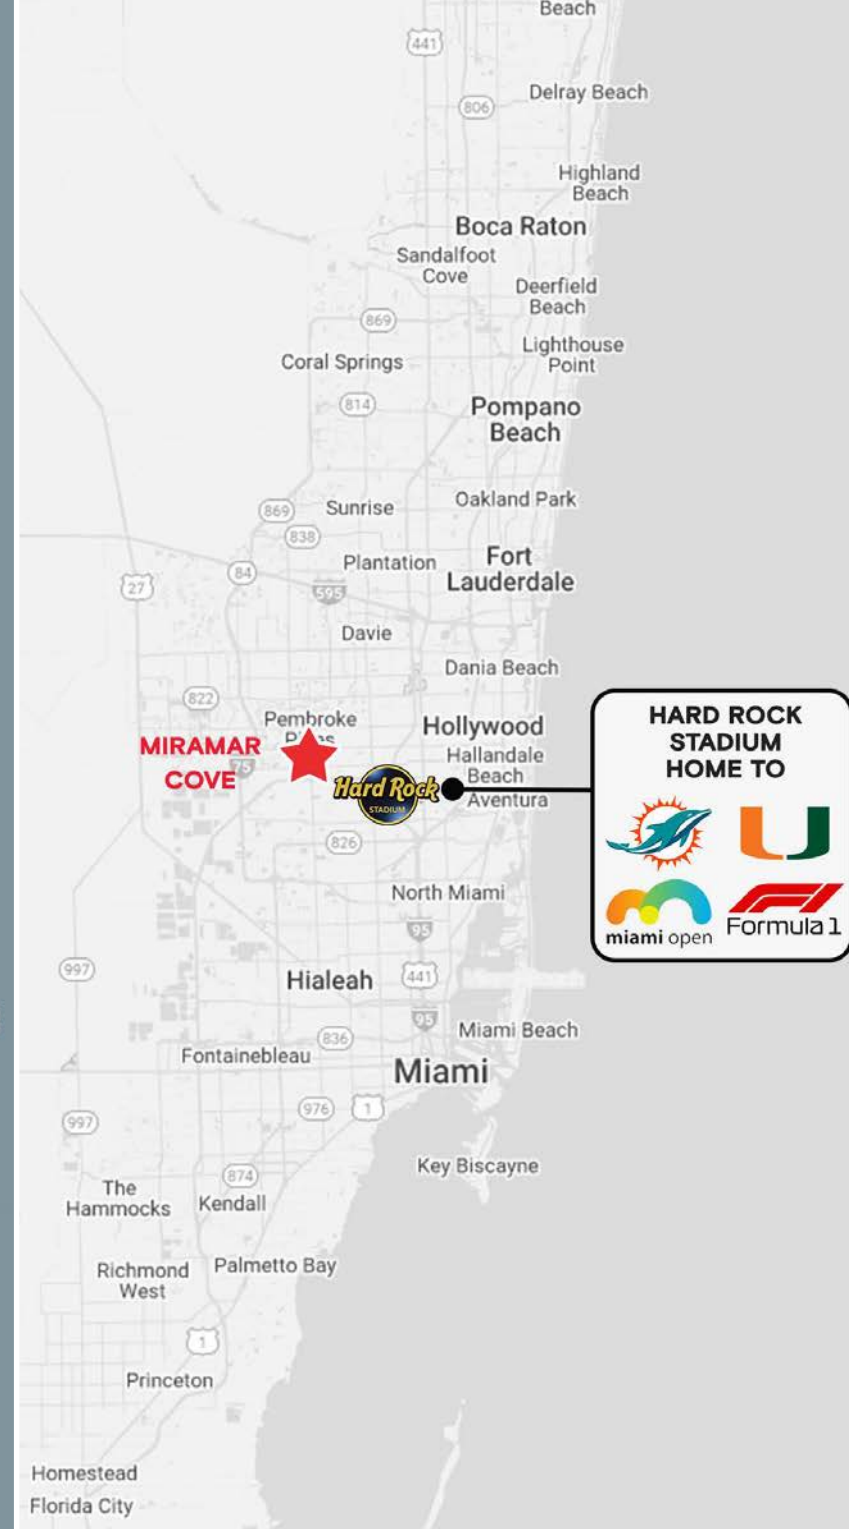 Beach
441
Delray Beach
806
Highland
Beach
Boca Raton
Sandalfoot
Cove
Deerfield
Beach
869
Lighthouse
Point
Coral Springs
814
Pompano
Beach
Oakland Park
869
Sunrise
838
Fort
Lauderdale
Plantation
84
27
595
Davie
Dania Beach
822
Pembroke
Hollywood
MIRAMAR
COVE
75
Hallandale
Beach
Aventura
Hard Rock
STADIUM
HARD ROCK
STADIUM
HOME TO
miami open
Formula 1
826
North Miami
95
997
Hialeah
441
95
Miami Beach
836
Fontainebleau
Miami
976
1
997
Key Biscayne
874
The
Hammocks
Kendall
Richmond
West
Palmetto Bay
1
Princeton
Homestead
Florida City